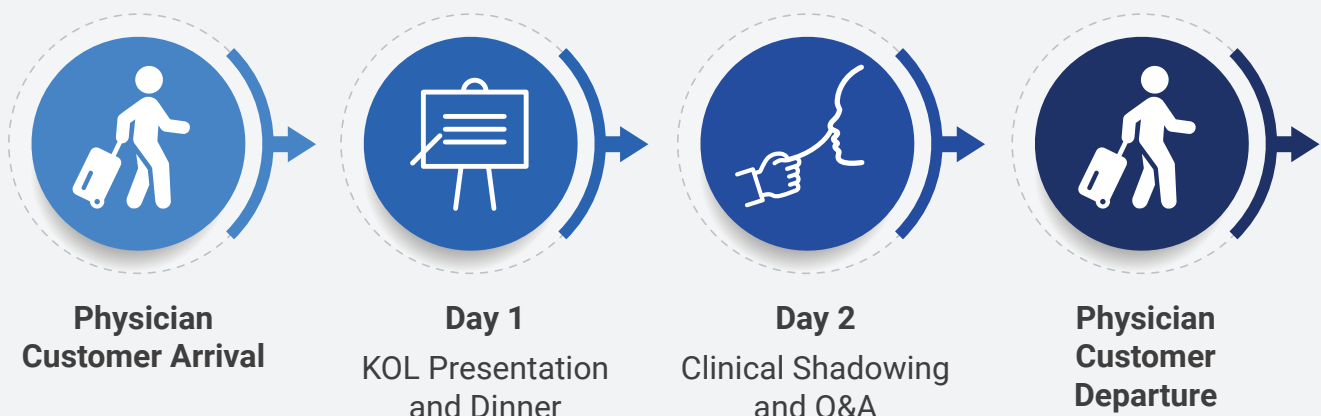 Physician
Customer Arrival
Day 1
KOL Presentation
and Dinner
Day 2
Clinical Shadowing
and Q&A
Physician
Customer
Departure